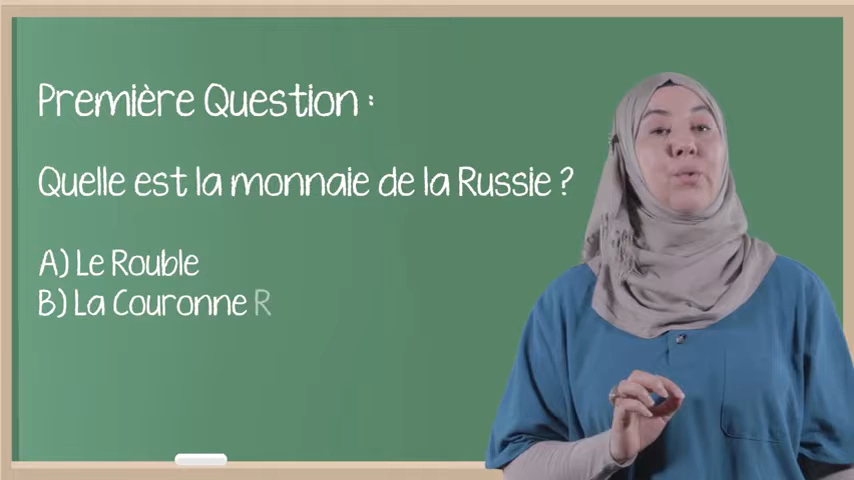 Première Question :
Quelle est la monnaie de la Russie ?
A) Le Rouble
B) La Couronne R